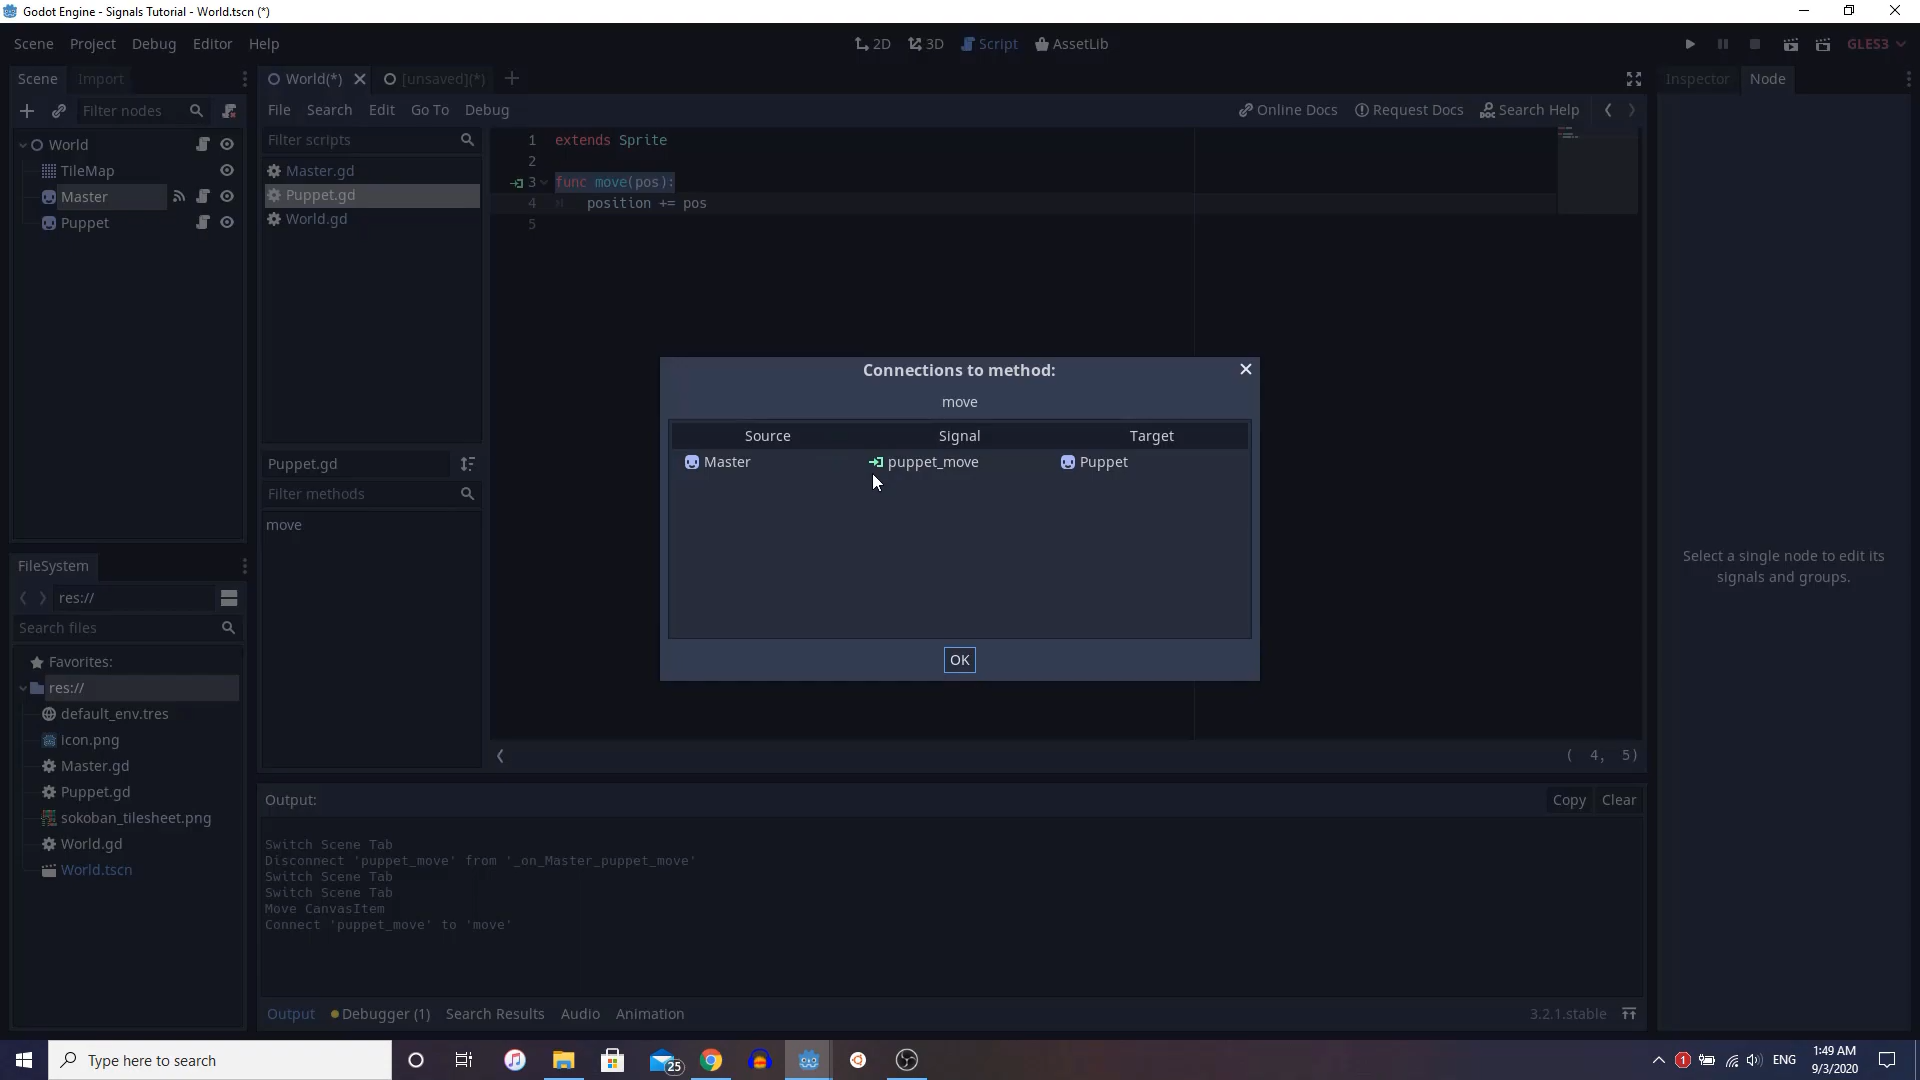 Godot Engine - Signals Tutorial - World.tscn (*)
Scene Project Debug Editor Help
2D 3D Script AssetLib
GLES3
Scene Import
World(*) [unsaved](*)
Inspector Node
Filter nodes
File Search Edit Go To Debug
Online Docs Request Docs Search Help
World
TileMap
Master
Puppet
Filter scripts
Master.gd
Puppet.gd
World.gd
1 extends Sprite
2
3 func move(pos):
4 position += pos
5
Connections to method:
move
Source Signal Target
Master puppet_move Puppet
OK
Puppet.gd
Filter methods
move
Select a single node to edit its
signals and groups.
( 4, 5)
FileSystem
res://
Search files
Favorites:
res://
default_env.tres
icon.png
Master.gd
Puppet.gd
sokoban_tilesheet.png
World.gd
World.tscn
Output:
Copy Clear
Switch Scene Tab
Disconnect 'puppet_move' from '_on_Master_puppet_move'
Switch Scene Tab
Switch Scene Tab
Move CanvasItem
Connect 'puppet_move' to 'move'
Output Debugger (1) Search Results Audio Animation
3.2.1.stable
Type here to search
25
1
ENG
1:49 AM
9/3/2020